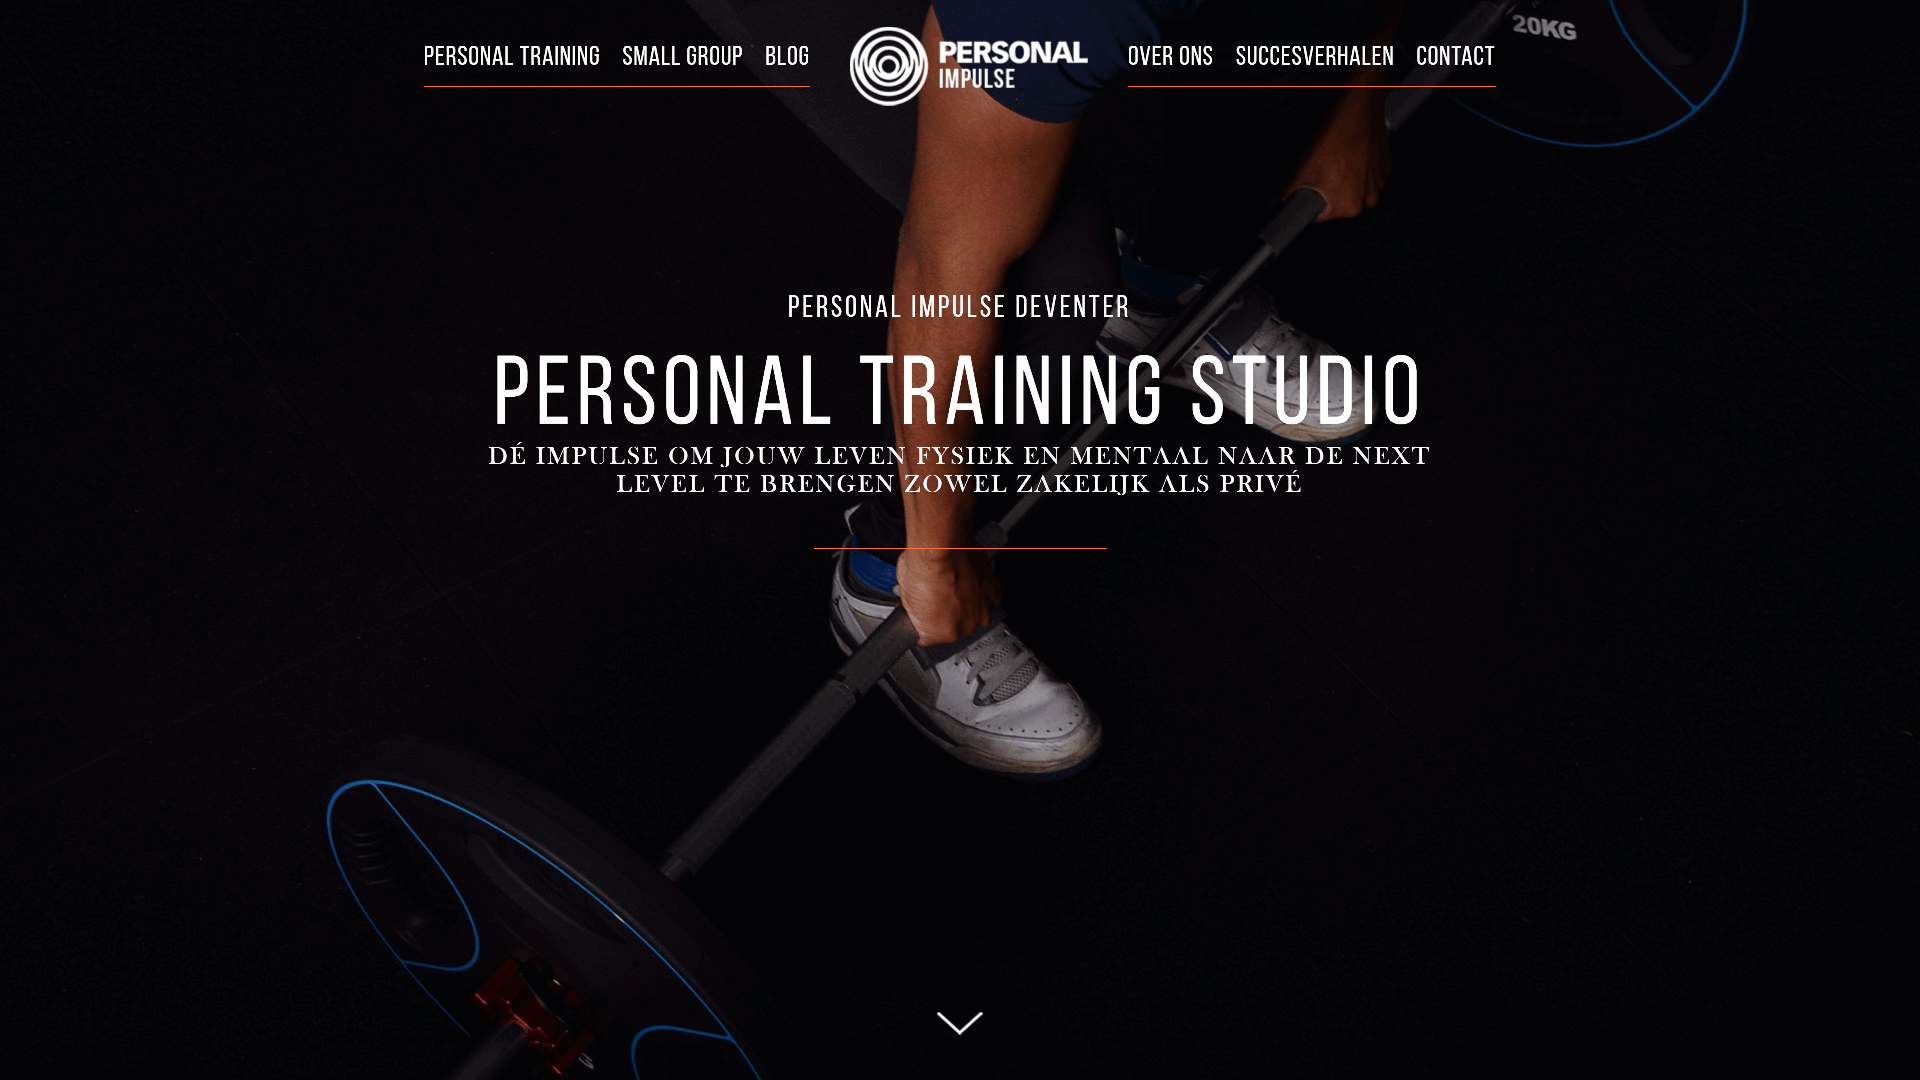 PERSONAL TRAINING SMALL GROUP BLOG
PERSONAL
IMPULSE
OVER ONS SUCCESVERHALEN CONTACT
20KG
PERSONAL IMPULSE DEVENTER
PERSONAL TRAINING STUDIO
DÉ IMPULSE OM JOUW LEVEN FYSIEK EN MENTAAL NAAR DE NEXT
LEVEL TE BRENGEN ZOWEL ZAKELIJK ALS PRIVÉ